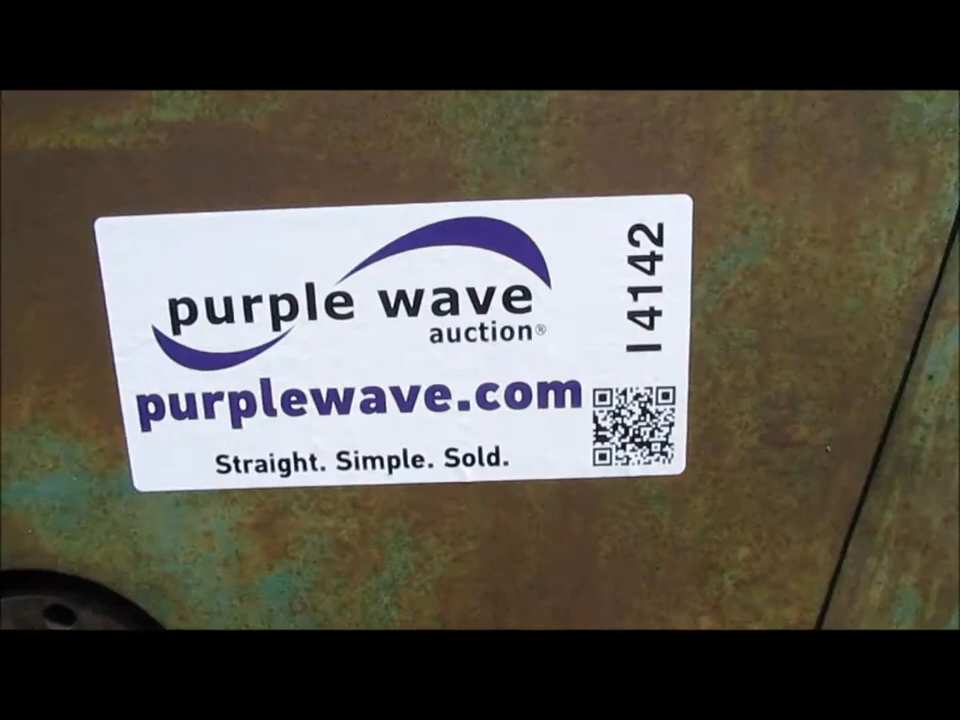 purple wave
auction®
purplewave.com
Straight. Simple. Sold.
I4142